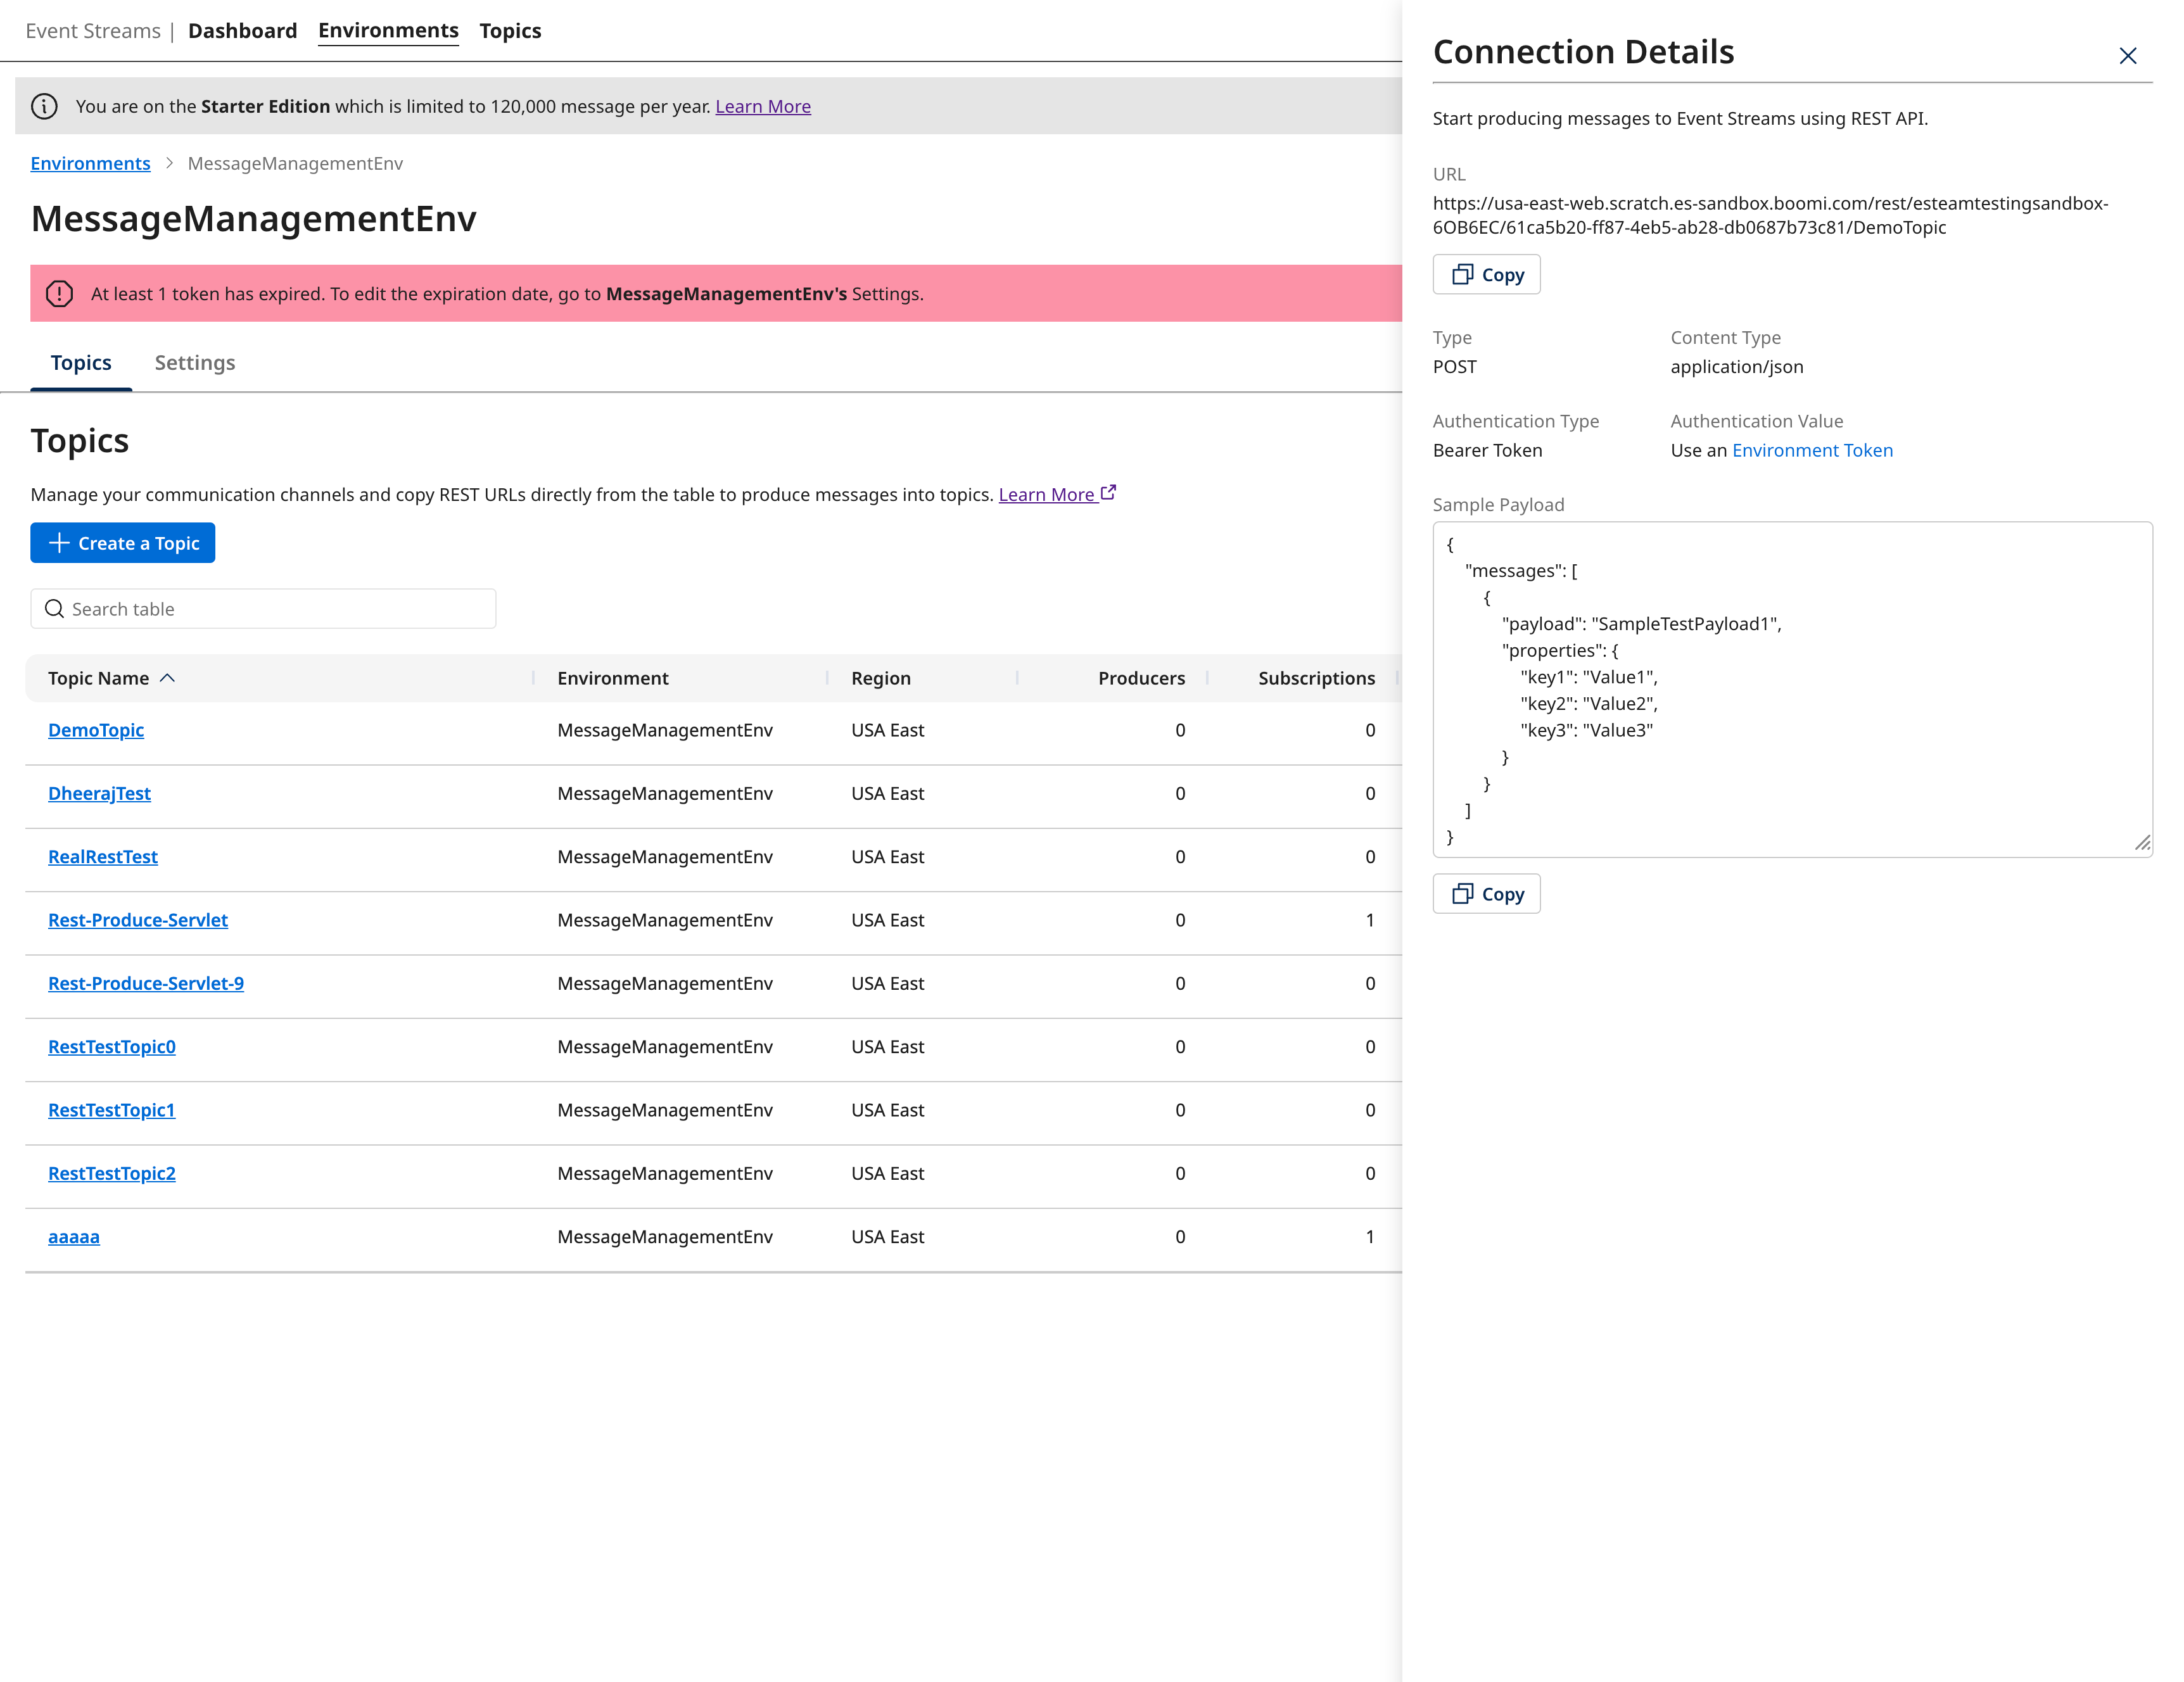 Event Streams | Dashboard Environments Topics
You are on the Starter Edition which is limited to 120,000 message per year. Learn More
Environments > MessageManagementEnv
MessageManagementEnv
At least 1 token has expired. To edit the expiration date, go to MessageManagementEnv's Settings.
Topics Settings
Topics
Manage your communication channels and copy REST URLs directly from the table to produce messages into topics. Learn More
Create a Topic
Search table
Topic Name Environment Region Producers Subscriptions
DemoTopic MessageManagementEnv USA East 0 0
DheerajTest MessageManagementEnv USA East 0 0
RealRestTest MessageManagementEnv USA East 0 0
Rest-Produce-Servlet MessageManagementEnv USA East 0 1
Rest-Produce-Servlet-9 MessageManagementEnv USA East 0 0
RestTestTopic0 MessageManagementEnv USA East 0 0
RestTestTopic1 MessageManagementEnv USA East 0 0
RestTestTopic2 MessageManagementEnv USA East 0 0
aaaaa MessageManagementEnv USA East 0 1
Connection Details
Start producing messages to Event Streams using REST API.
URL
https://usa-east-web.scratch.es-sandbox.boomi.com/rest/esteamtestingsandbox-
6OB6EC/61ca5b20-ff87-4eb5-ab28-db0687b73c81/DemoTopic
Copy
Type Content Type
POST application/json
Authentication Type Authentication Value
Bearer Token Use an Environment Token
Sample Payload
{
"messages": [
{
"payload": "SampleTestPayload1",
"properties": {
"key1": "Value1",
"key2": "Value2",
"key3": "Value3"
}
}
]
}
Copy